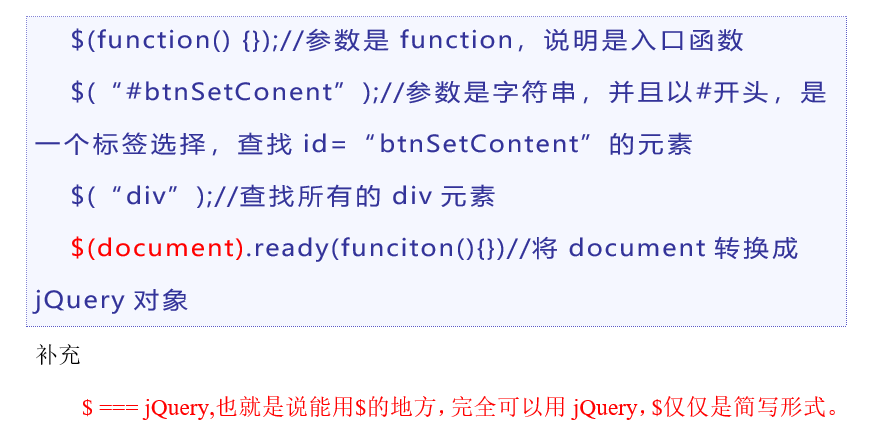 $(function() {});//参数是 function，说明是入口函数
$(“#btnSetConent”);//参数是字符串，并且以#开头，是
一个标签选择，查找 id=“btnSetContent”的元素
$(“div”);//查找所有的 div 元素
$(document).ready(funciton(){})//将 document 转换成
jQuery 对象
补充
$ === jQuery,也就是说能用$的地方，完全可以用 jQuery，$仅仅是简写形式。